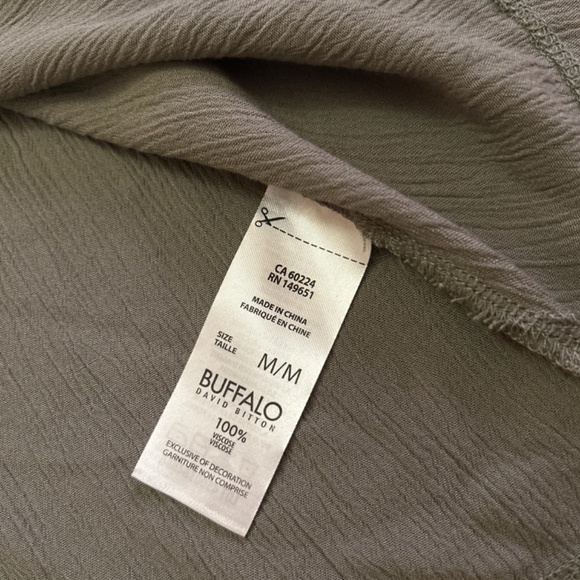 CA 60224
RN 149651
MADE IN CHINA
FABRIQUÉ EN CHINE
SIZE
TAILLE
M/M
BUFFALO
DAVID BITTON
100%
VISCOSE
VISCOSE
EXCLUSIVE OF DECORATION
GARNITURE NON COMPRISE